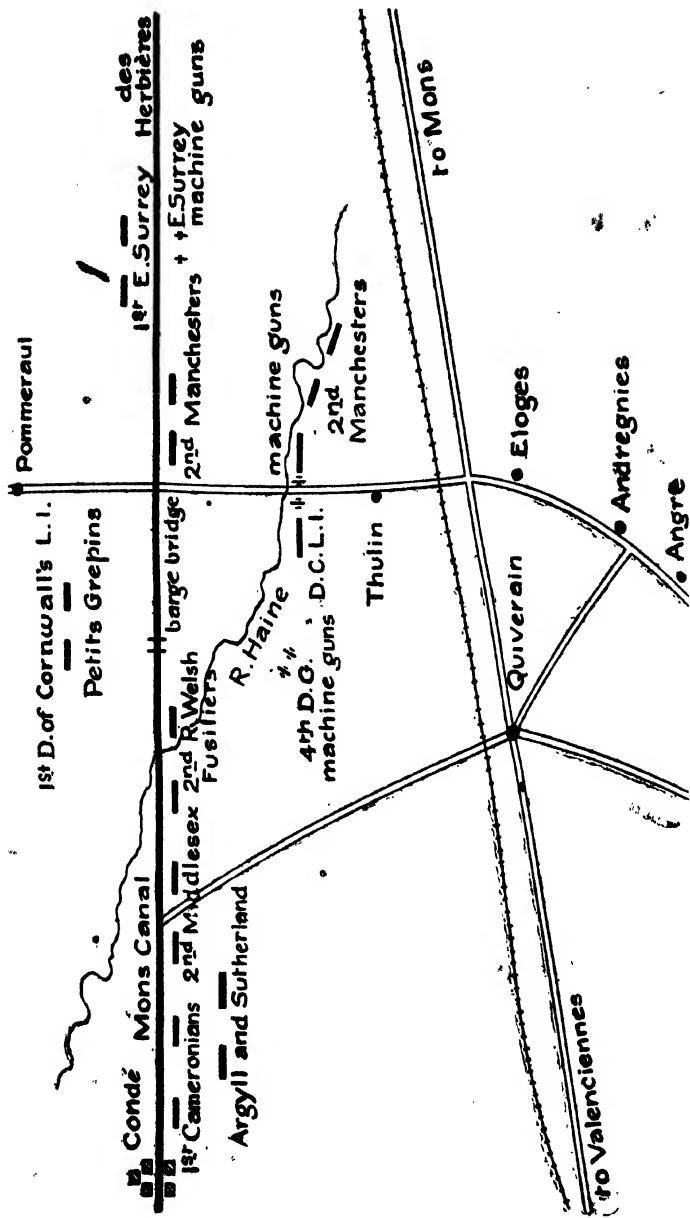 Pommeraul
1st D. of Cornwall's L.I.
Petits Grepins
des
Herbières
1st E. Surrey
Condé
Mons Canal
barge bridge
1st Cameronians
2nd Middlesex
2nd R. Welsh
Fusiliers
2nd Manchesters
+ +E. Surrey
machine guns
Argyll and Sutherland
R. Haine
machine guns
4th D.G.
machine guns
D.C.L.I.
2nd
Manchesters
Thulin
to Mons
Quiverain
Eloges
Andregnies
Angre
to Valenciennes